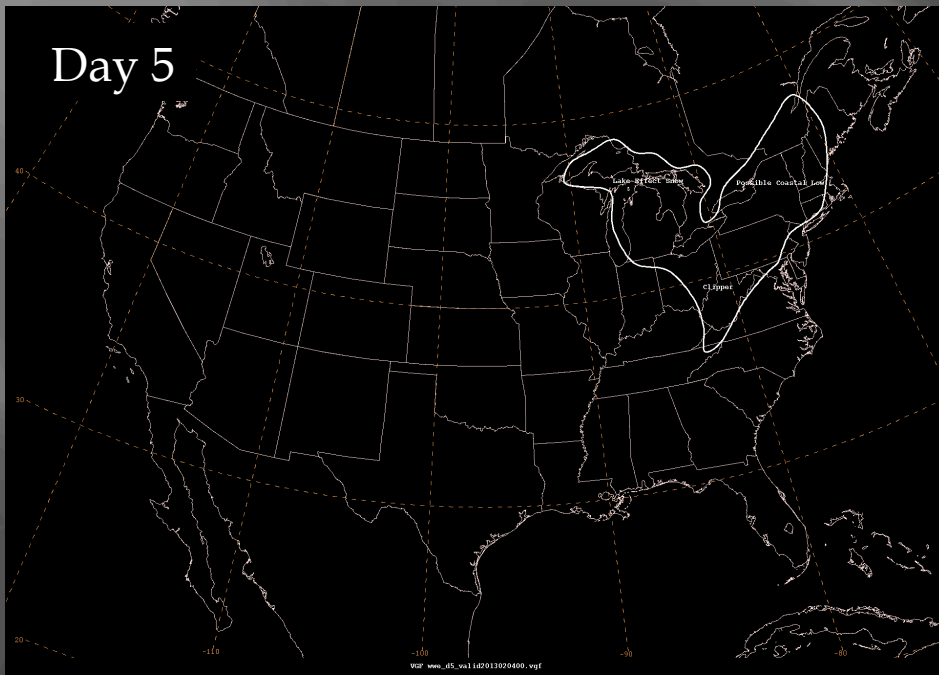 Day 5
40
Lake-Effect Snow
Possible Coastal Low
Clipper
30
20
-110
-100
-90
-80
VGF wwe_d5_valid2013020400.vgf